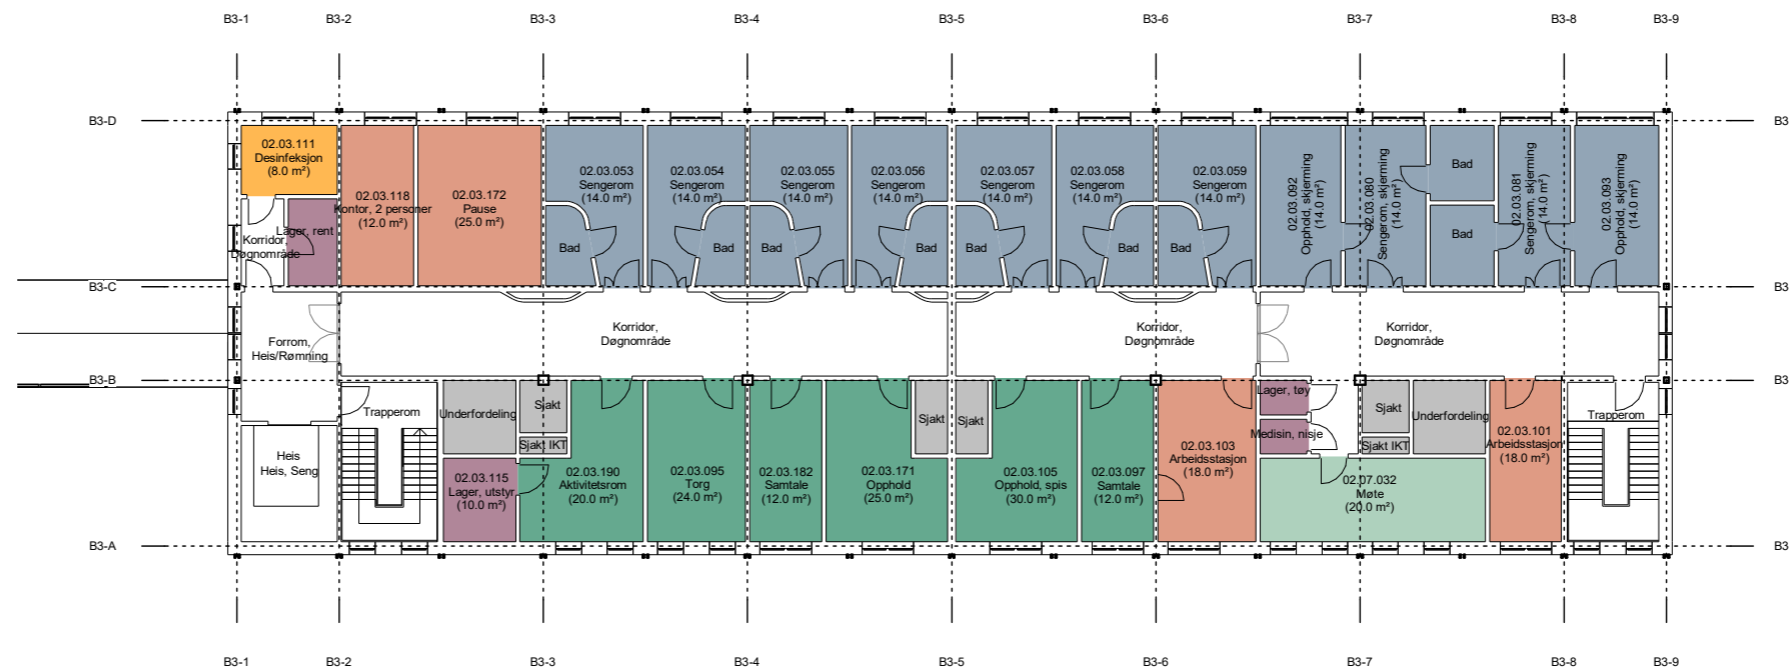 B3-1
B3-2
B3-3
B3-4
B3-5
B3-6
B3-7
B3-8
B3-9
B3-D
B3
02.03.111
Desinfeksjon
(8.0 m²)
02.03.118
Kontor, 2 personer
(12.0 m²)
02.03.172
Pause
(25.0 m²)
02.03.053
Sengerom
(14.0 m²)
Bad
02.03.054
Sengerom
(14.0 m²)
Bad
02.03.055
Sengerom
(14.0 m²)
Bad
02.03.056
Sengerom
(14.0 m²)
Bad
02.03.057
Sengerom
(14.0 m²)
Bad
02.03.058
Sengerom
(14.0 m²)
Bad
02.03.059
Sengerom
(14.0 m²)
Bad
02.03.092
Opphold, skjerming
(14.0 m²)
02.03.080
Sengerom, skjerming
(14.0 m²)
Bad
Bad
02.03.081
Sengerom, skjerming
(14.0 m²)
02.03.093
Opphold, skjerming
(14.0 m²)
Lager, rent
Korridor,
Døgnområde
B3-C
B3
Forrom,
Heis/Rømning
Korridor,
Døgnområde
Korridor,
Døgnområde
Korridor,
Døgnområde
B3-B
B3
Heis
Heis, Seng
Trapperom
Underfordeling
Sjakt
Sjakt IKT
02.03.115
Lager, utstyr
(10.0 m²)
02.03.190
Aktivitetsrom
(20.0 m²)
02.03.095
Torg
(24.0 m²)
02.03.182
Samtale
(12.0 m²)
02.03.171
Opphold
(25.0 m²)
Sjakt
Sjakt
02.03.105
Opphold, spis
(30.0 m²)
02.03.097
Samtale
(12.0 m²)
02.03.103
Arbeidsstasjon
(18.0 m²)
Lager, tøy
Medisin, nisje
Sjakt
Sjakt IKT
Underfordeling
02.07.032
Møte
(20.0 m²)
02.03.101
Arbeidsstasjon
(18.0 m²)
Trapperom
B3-A
B3
B3-1
B3-2
B3-3
B3-4
B3-5
B3-6
B3-7
B3-8
B3-9